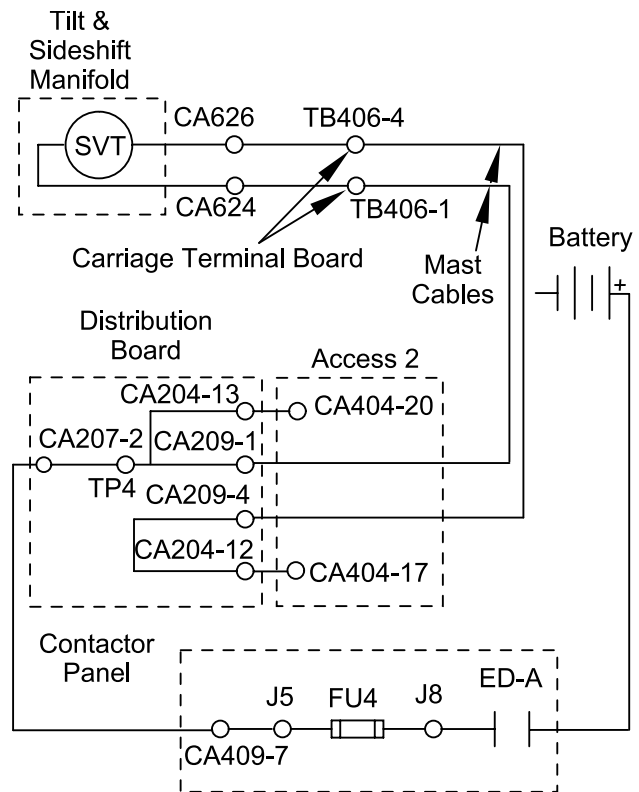 Tilt &
Sideshift
Manifold
SVT
CA626
TB406-4
CA624
TB406-1
Carriage Terminal Board
Mast
Cables
Battery
+
Distribution
Board
Access 2
CA204-13
CA404-20
CA207-2
CA209-1
TP4
CA209-4
CA204-12
CA404-17
Contactor
Panel
J5
FU4
J8
ED-A
CA409-7